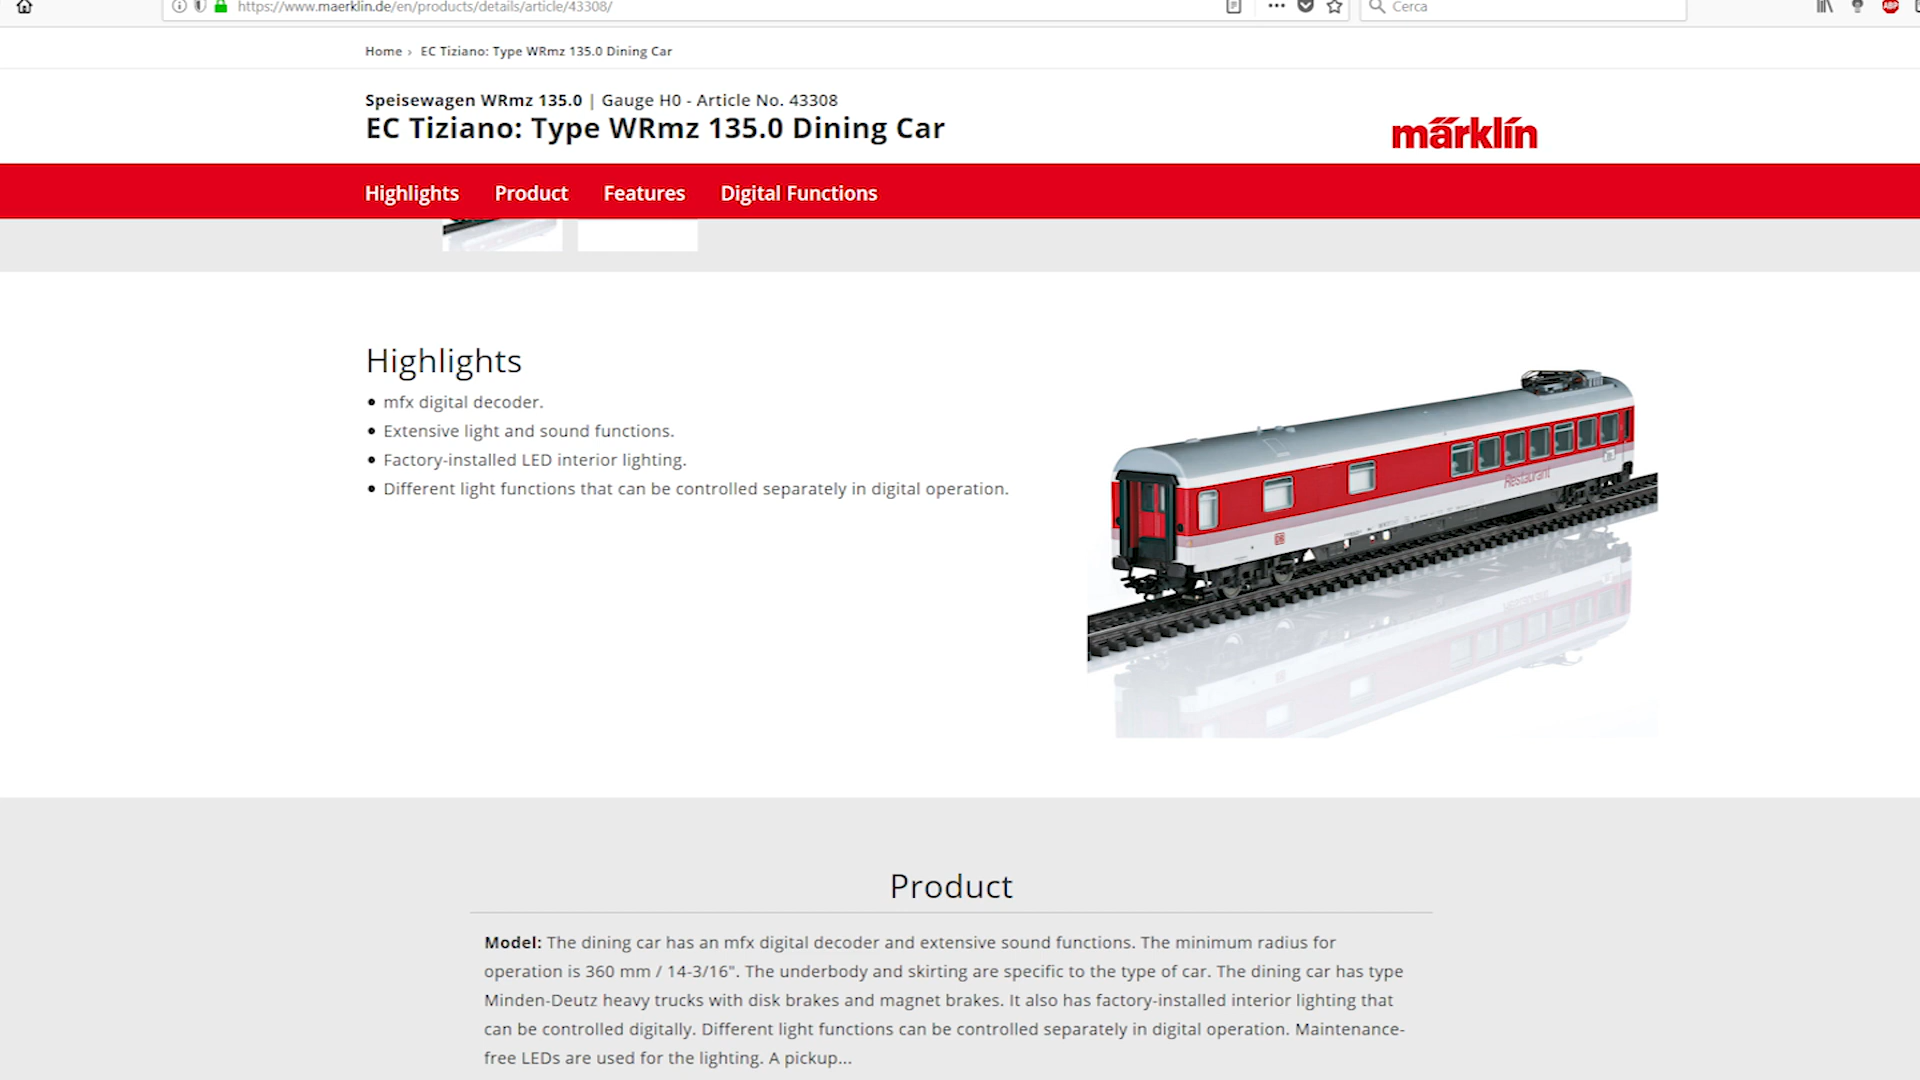 https://www.maerklin.de/en/products/details/article/43308/
Cerca
ABP
Home › EC Tiziano: Type WRmz 135.0 Dining Car
Speisewagen WRmz 135.0 | Gauge H0 - Article No. 43308
EC Tiziano: Type WRmz 135.0 Dining Car
märklín
Highlights Product Features Digital Functions
Highlights
• mfx digital decoder.
• Extensive light and sound functions.
• Factory-installed LED interior lighting.
• Different light functions that can be controlled separately in digital operation.
Restaurant
DB
Product
Model: The dining car has an mfx digital decoder and extensive sound functions. The minimum radius for
operation is 360 mm / 14-3/16". The underbody and skirting are specific to the type of car. The dining car has type
Minden-Deutz heavy trucks with disk brakes and magnet brakes. It also has factory-installed interior lighting that
can be controlled digitally. Different light functions can be controlled separately in digital operation. Maintenance-
free LEDs are used for the lighting. A pickup...